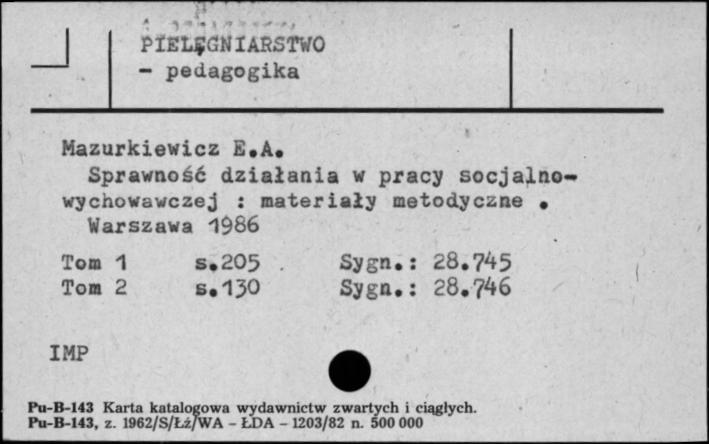 PIELĘGNIARSTWO
- pedagogika
Mazurkiewicz E.A.
Sprawność działania w pracy socjalno-
wychowawczej : materiały metodyczne .
Warszawa 1986
Tom 1 s.205 Sygn.: 28.745
Tom 2 s.130 Sygn.: 28.746
IMP
Pu-B-143 Karta katalogowa wydawnictw zwartych i ciągłych.
Pu-B-143, z. 1962/S/Łź/WA - ŁDA - 1203/82 n. 500 000